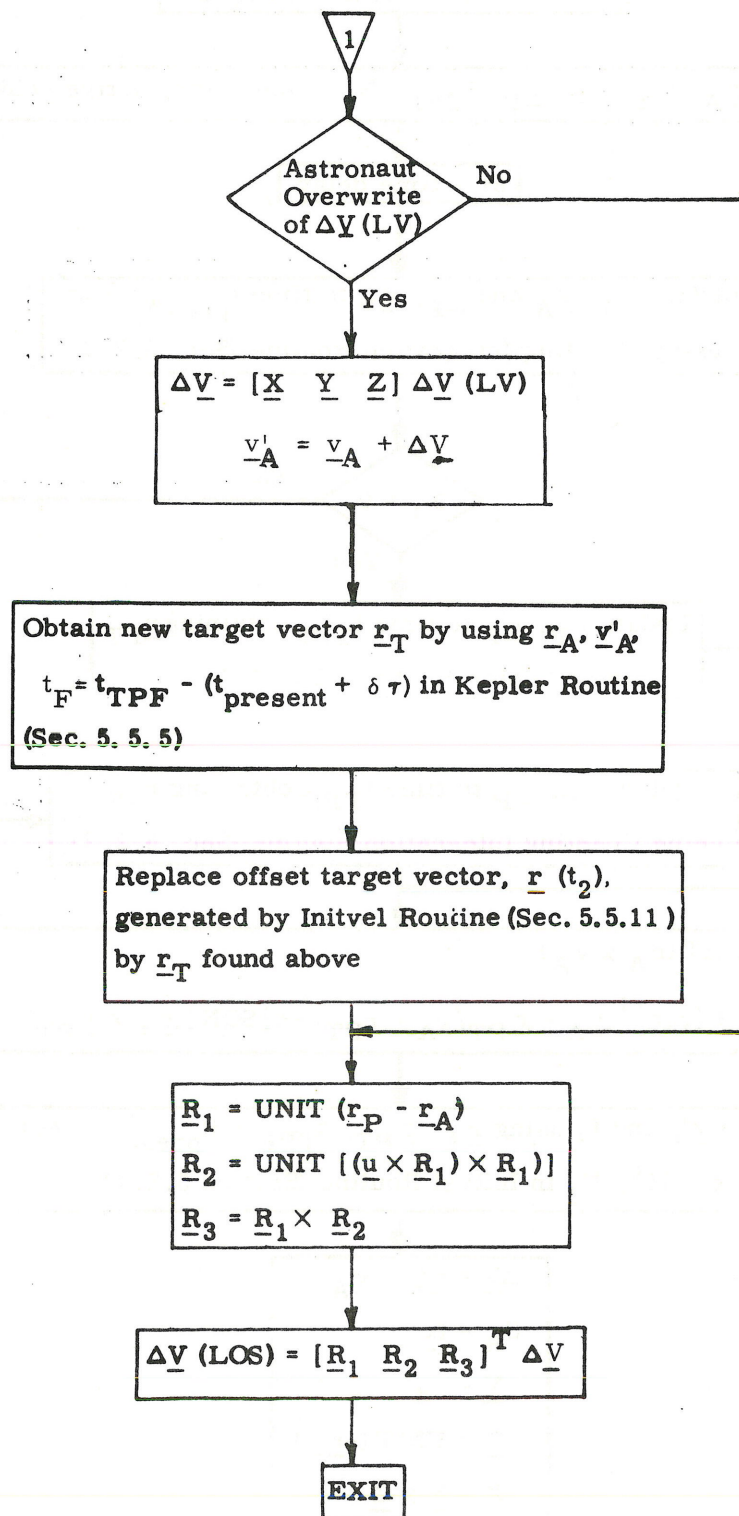 1
Astronaut
Overwrite
of ΔV (LV)
No
Yes
ΔV = [X Y Z] ΔV (LV)
v'A = vA + ΔV
Obtain new target vector rT by using rA, v'A,
tF = tTPF - (tpresent + δτ) in Kepler Routine
(Sec. 5.5.5)
Replace offset target vector, r (t2),
generated by Initvel Routine (Sec. 5.5.11)
by rT found above
R1 = UNIT (rP - rA)
R2 = UNIT [(u × R1) × R1)]
R3 = R1 × R2
ΔV (LOS) = [R1 R2 R3]T ΔV
EXIT